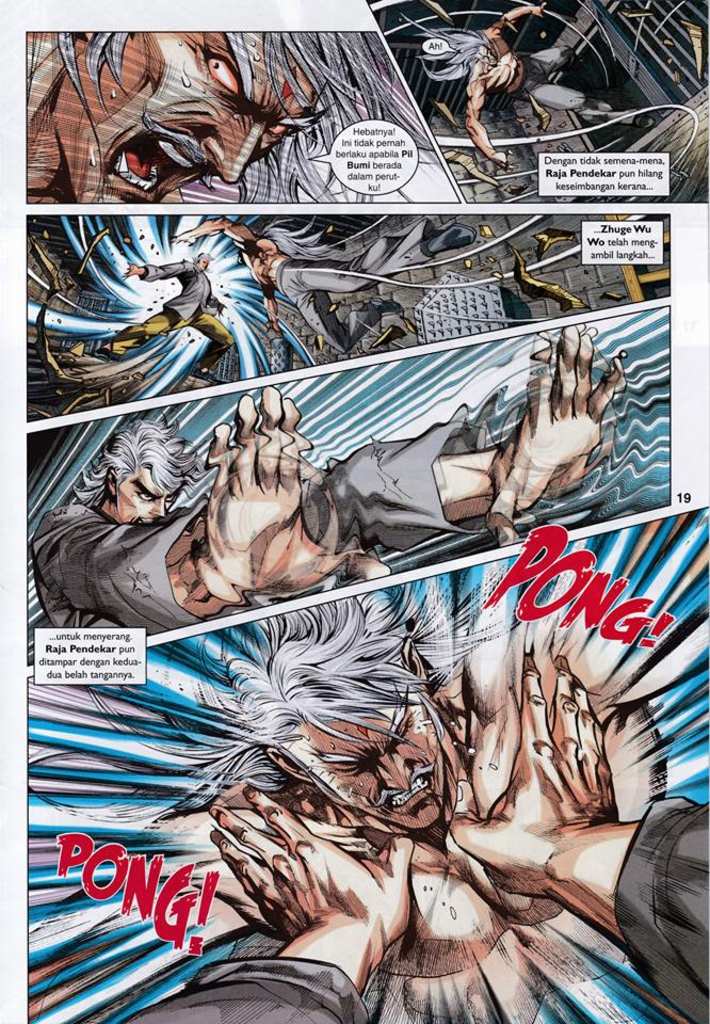 Hebatnya!
Ini tidak pernah
berlaku apabila Pil
Bumi berada
dalam perut-
ku!
Ah!
Dengan tidak semena-mena,
Raja Pendekar pun hilang
keseimbangan kerana...
...Zhuge Wu
Wo telah meng-
ambil langkah...
19
...untuk menyerang.
Raja Pendekar pun
ditampar dengan kedua-
dua belah tangannya.
PONG!
PONG!